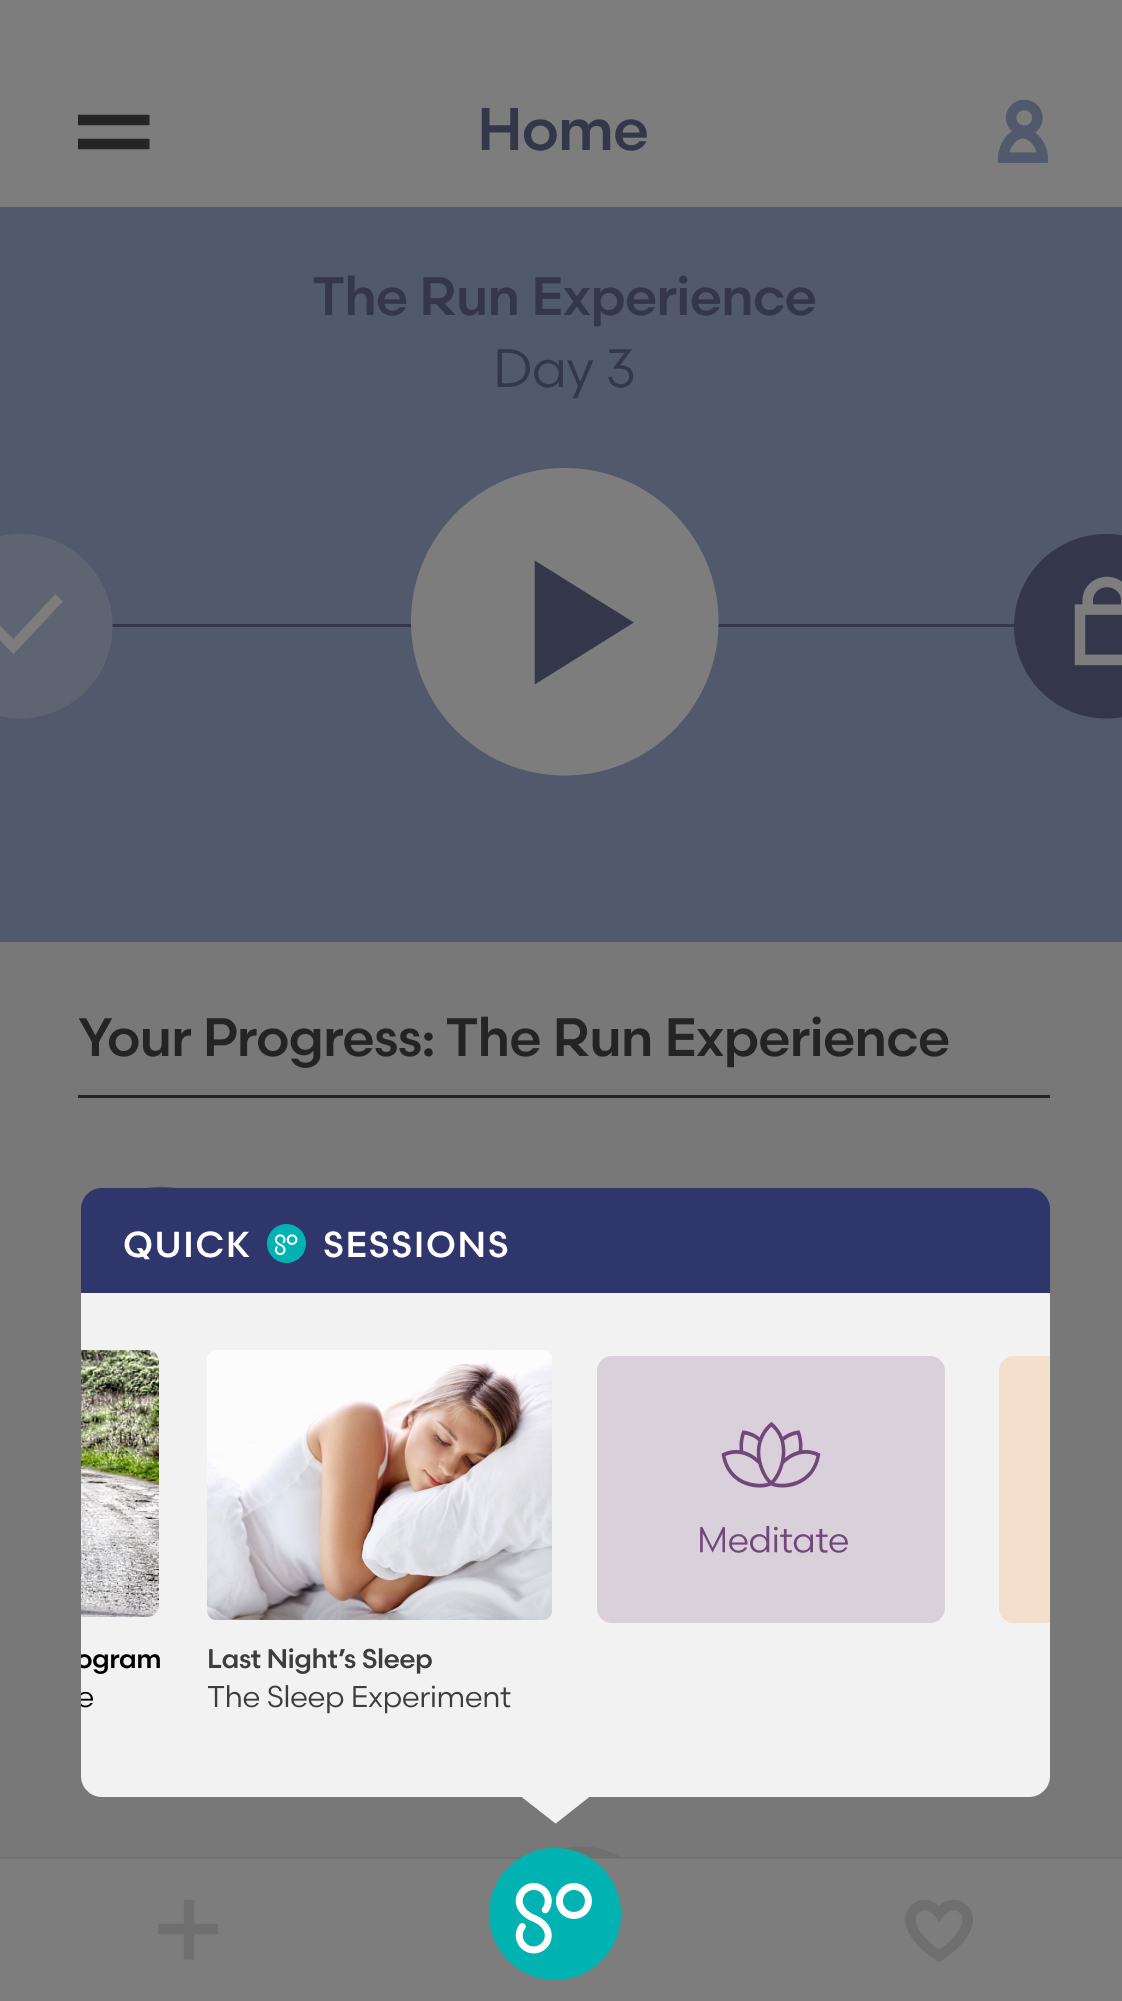 Home
The Run Experience
Day 3
Your Progress: The Run Experience
QUICK SESSIONS
Meditate
ogram
e
Last Night's Sleep
The Sleep Experiment